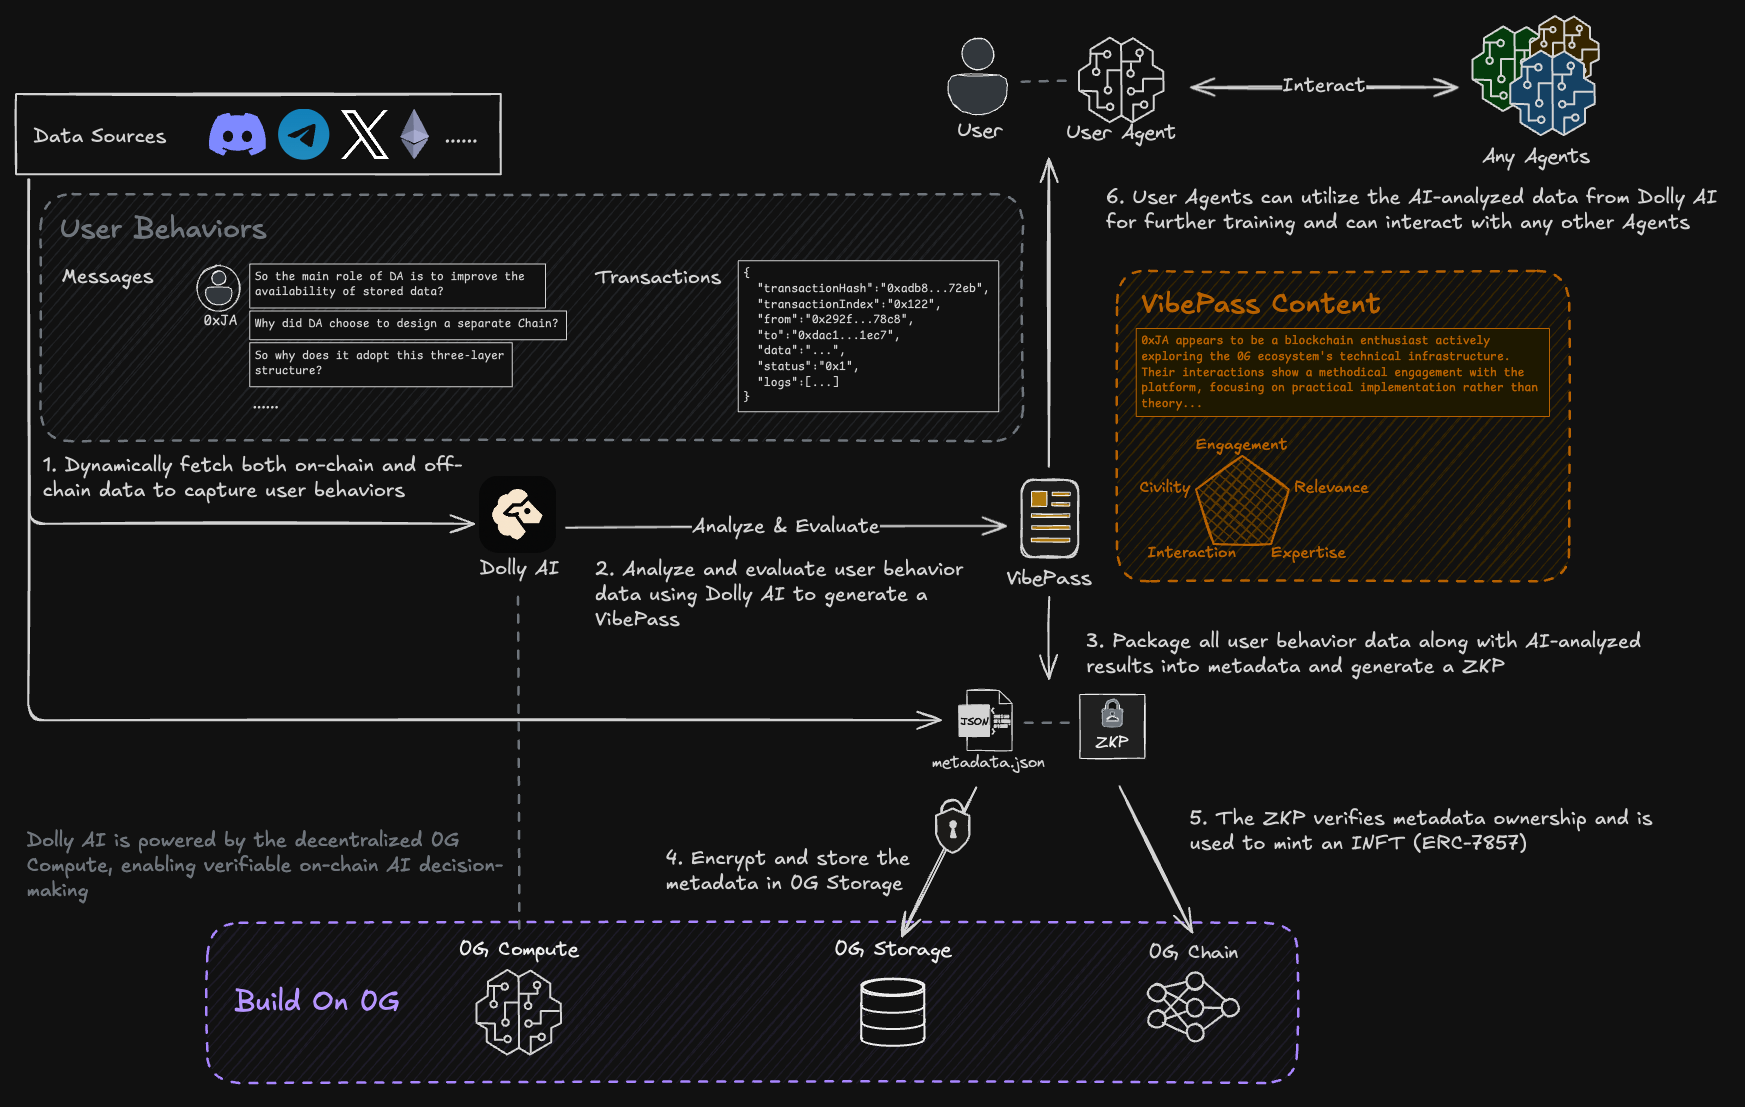 Data Sources
......
User
User Agent
Interact
Any Agents
6. User Agents can utilize the AI-analyzed data from Dolly AI
for further training and can interact with any other Agents
User Behaviors
Messages
0xJA
So the main role of DA is to improve the
availability of stored data?
Why did DA choose to design a separate Chain?
So why does it adopt this three-layer
structure?
......
Transactions
{
"transactionHash":"0xadb8...72eb",
"transactionIndex":"0x122",
"from":"0x292f...78c8",
"to":"0xdac1...1ec7",
"data":"...",
"status":"0x1",
"logs":[...]
}
VibePass Content
0xJA appears to be a blockchain enthusiast actively
exploring the 0G ecosystem's technical infrastructure.
Their interactions show a methodical engagement with the
platform, focusing on practical implementation rather than
theory...
Engagement
Civility
Relevance
Interaction
Expertise
1. Dynamically fetch both on-chain and off-
chain data to capture user behaviors
Dolly AI
Analyze & Evaluate
2. Analyze and evaluate user behavior
data using Dolly AI to generate a
VibePass
VibePass
3. Package all user behavior data along with AI-analyzed
results into metadata and generate a ZKP
JSON
metadata.json
ZKP
Dolly AI is powered by the decentralized 0G
Compute, enabling verifiable on-chain AI decision-
making
4. Encrypt and store the
metadata in 0G Storage
5. The ZKP verifies metadata ownership and is
used to mint an INFT (ERC-7857)
Build On 0G
0G Compute
0G Storage
0G Chain